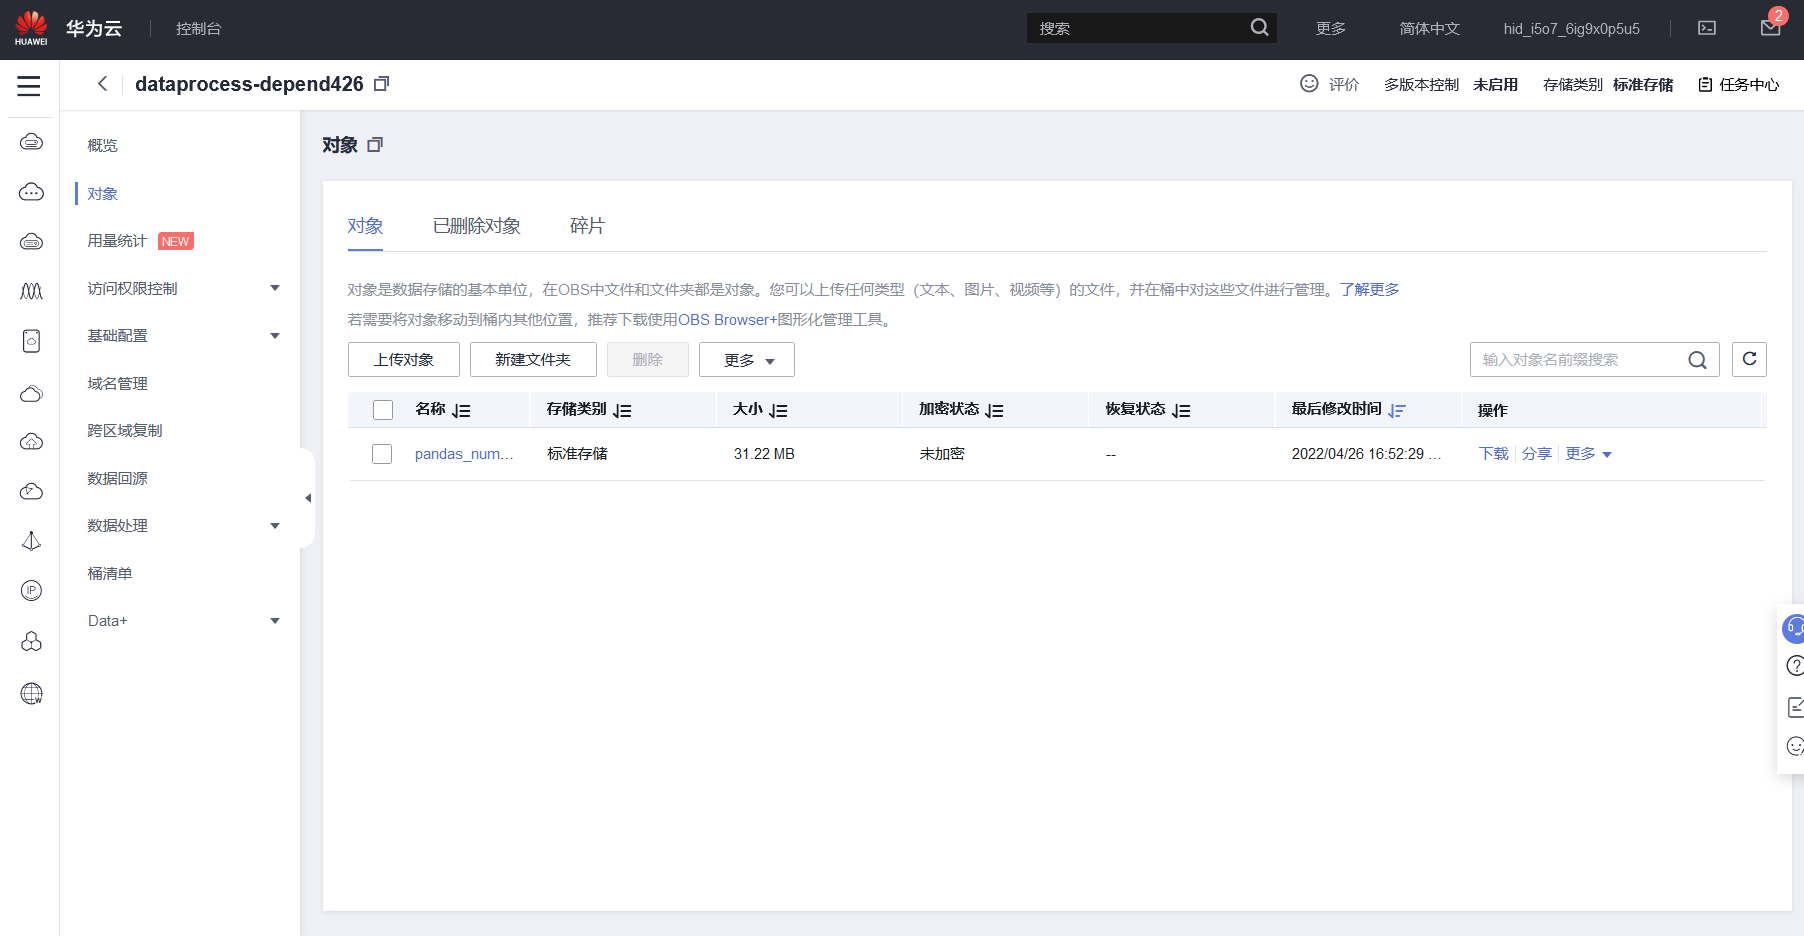 HUAWEI 华为云 控制台 搜索 更多 简体中文 hid_i5o7_6ig9x0p5u5 2
dataprocess-depend426 评价 多版本控制 未启用 存储类别 标准存储 任务中心
概览
对象
用量统计 NEW
访问权限控制
基础配置
域名管理
跨区域复制
数据回源
数据处理
桶清单
Data+
IP
W
对象
对象 已删除对象 碎片
对象是数据存储的基本单位，在OBS中文件和文件夹都是对象。您可以上传任何类型（文本、图片、视频等）的文件，并在桶中对这些文件进行管理。了解更多
若需要将对象移动到桶内其他位置，推荐下载使用OBS Browser+图形化管理工具。
上传对象 新建文件夹 删除 更多 输入对象名前缀搜索
名称 存储类别 大小 加密状态 恢复状态 最后修改时间 操作
pandas_num... 标准存储 31.22 MB 未加密 -- 2022/04/26 16:52:29 ... 下载 分享 更多